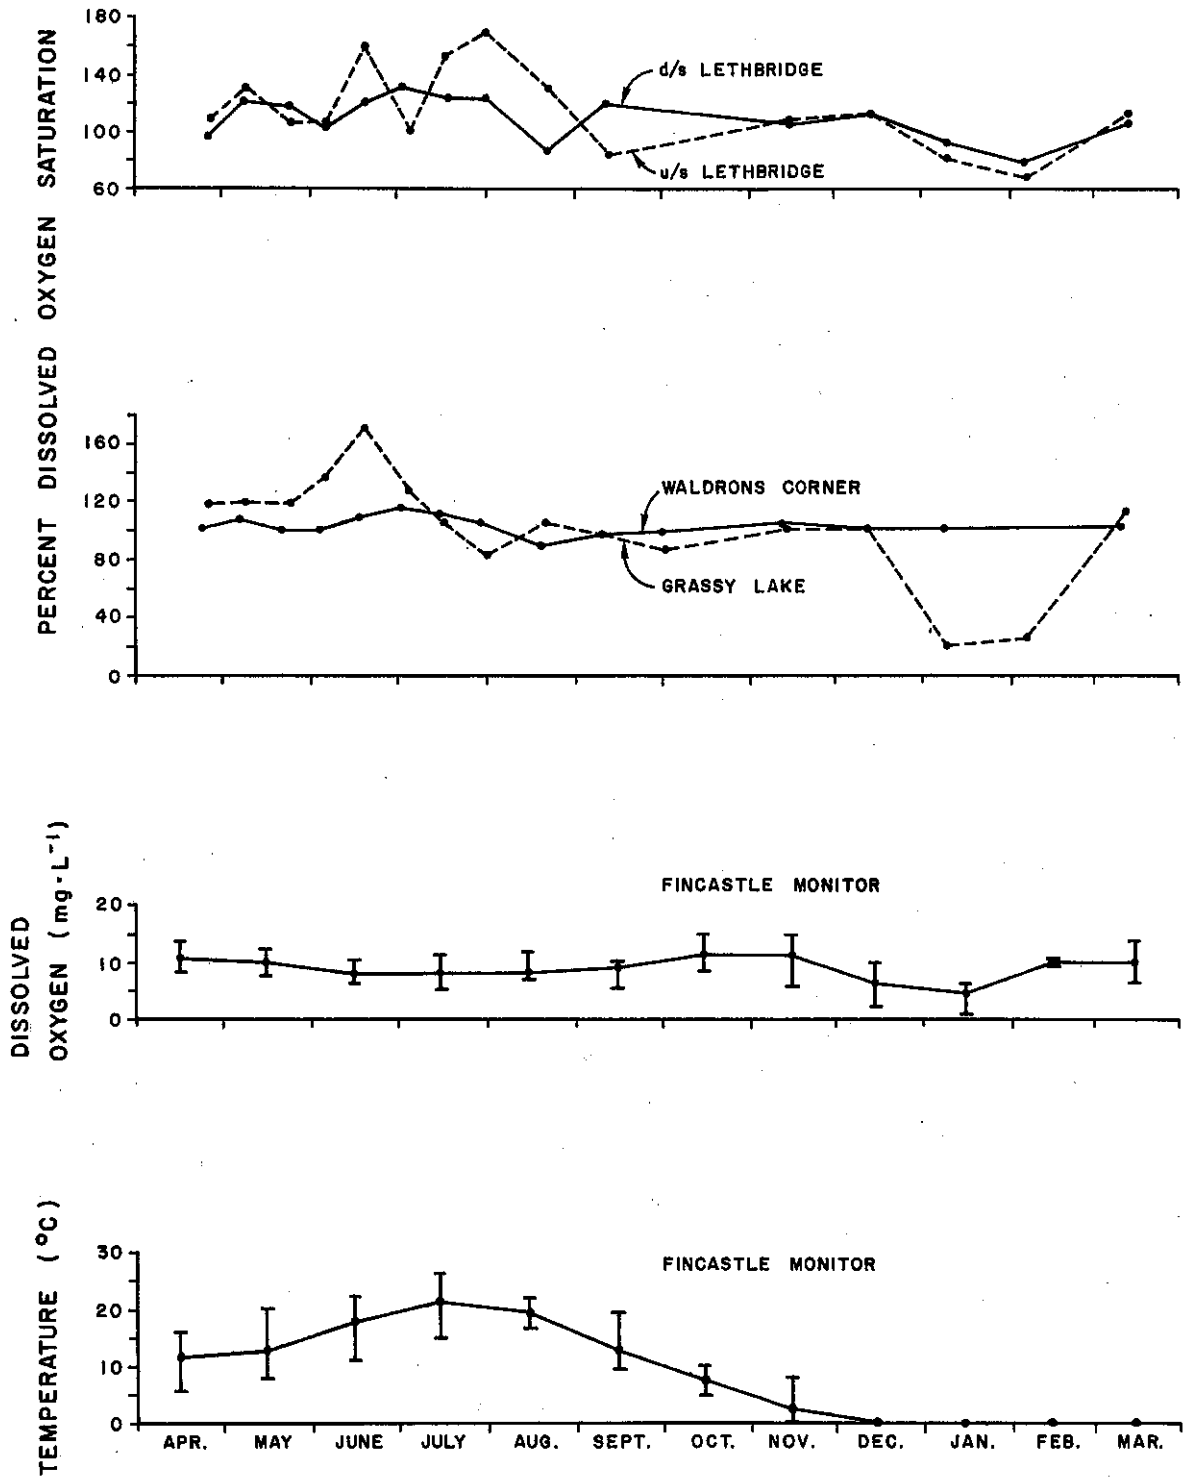 PERCENT DISSOLVED OXYGEN SATURATION
180
140
100
60
d/s LETHBRIDGE
u/s LETHBRIDGE
160
120
80
40
0
WALDRONS CORNER
GRASSY LAKE
DISSOLVED
OXYGEN (mg·L⁻¹)
FINCASTLE MONITOR
20
10
0
TEMPERATURE (°C)
FINCASTLE MONITOR
30
20
10
0
APR. MAY JUNE JULY AUG. SEPT. OCT. NOV. DEC. JAN. FEB. MAR.